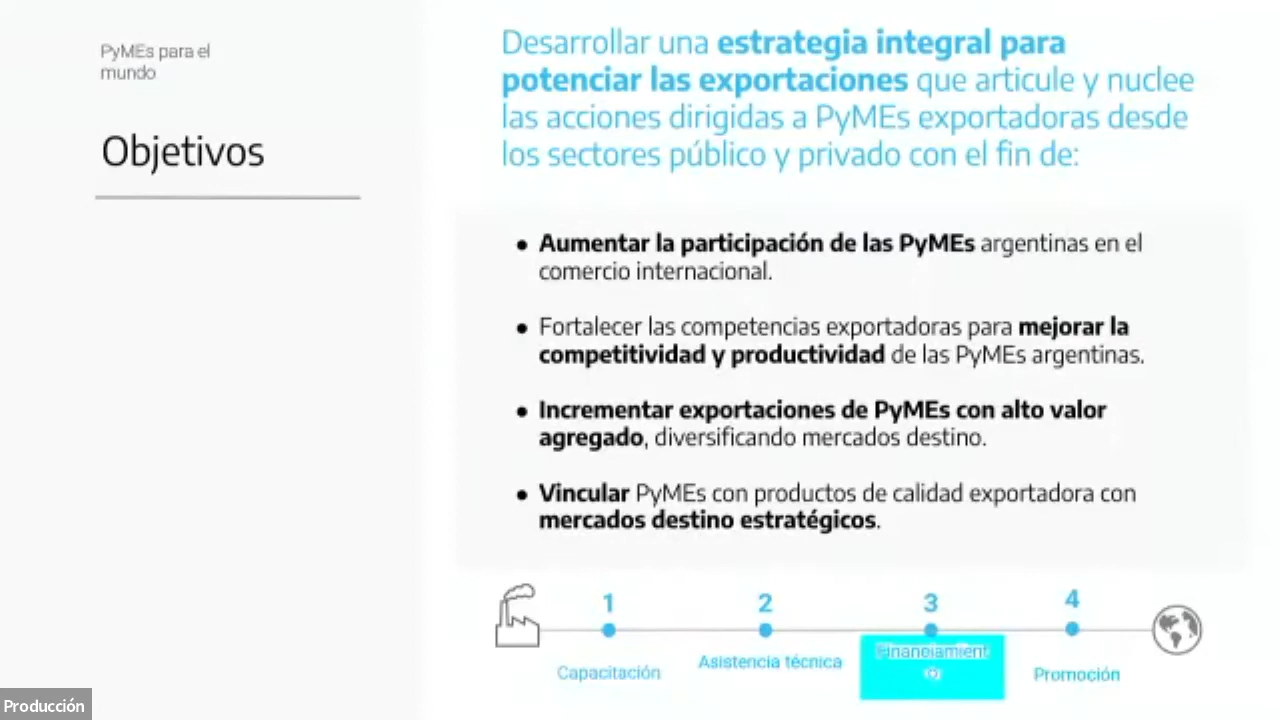 PyMEs para el
mundo
Objetivos
Desarrollar una estrategia integral para
potenciar las exportaciones que articule y nuclee
las acciones dirigidas a PyMEs exportadoras desde
los sectores público y privado con el fin de:
● Aumentar la participación de las PyMEs argentinas en el
comercio internacional.
● Fortalecer las competencias exportadoras para mejorar la
competitividad y productividad de las PyMEs argentinas.
● Incrementar exportaciones de PyMEs con alto valor
agregado, diversificando mercados destino.
● Vincular PyMEs con productos de calidad exportadora con
mercados destino estratégicos.
1
Capacitación
2
Asistencia técnica
3
Financiamient
o
4
Promoción
Producción